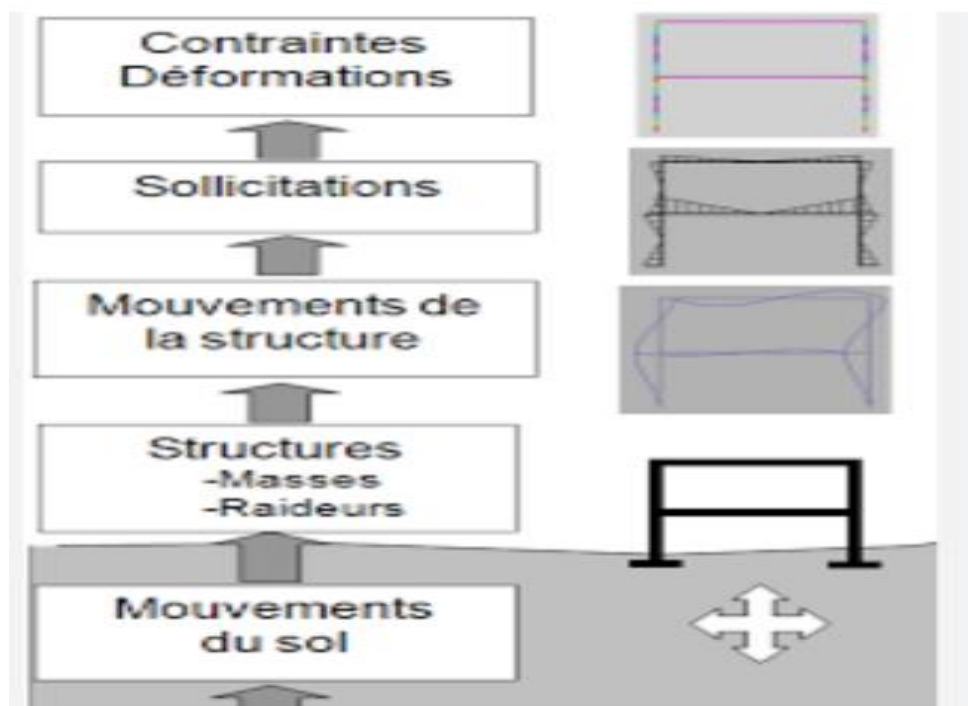 Contraintes
Déformations
Sollicitations
Mouvements de
la structure
Structures
-Masses
-Raideurs
Mouvements
du sol